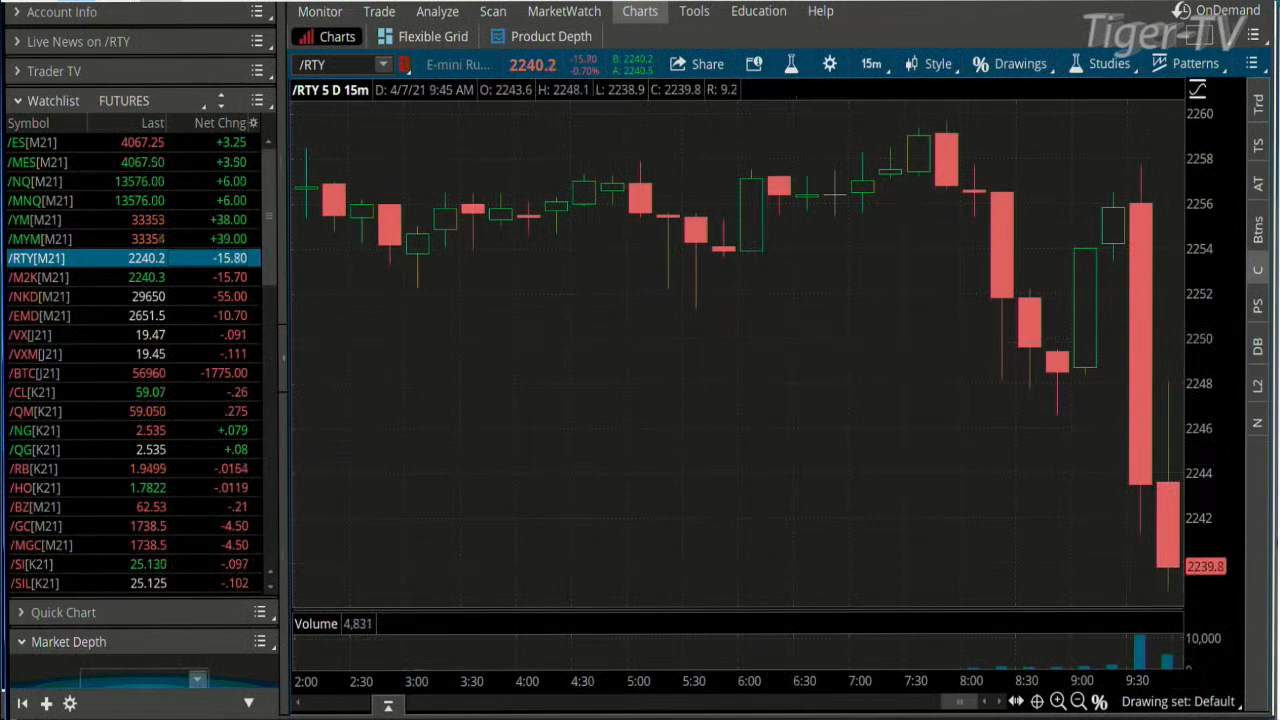 Account Info
Live News on /RTY
Trader TV
Watchlist FUTURES
Symbol Last Net Chng
/ES[M21] 4067.25 +3.25
/MES[M21] 4067.50 +3.50
/NQ[M21] 13576.00 +6.00
/MNQ[M21] 13576.00 +6.00
/YM[M21] 33353 +38.00
/MYM[M21] 33354 +39.00
/RTY[M21] 2240.2 -15.80
/M2K[M21] 2240.3 -15.70
/NKD[M21] 29650 -55.00
/EMD[M21] 2651.5 -10.70
/VX[J21] 19.47 -.091
/VXM[J21] 19.45 -.111
/BTC[J21] 56960 -1775.00
/CL[K21] 59.07 -.26
/QM[K21] 59.050 .275
/NG[K21] 2.535 +.079
/QG[K21] 2.535 +.08
/RB[K21] 1.9499 -.0164
/HO[K21] 1.7822 -.0119
/BZ[M21] 62.53 -.21
/GC[M21] 1738.5 -4.50
/MGC[M21] 1738.5 -4.50
/SI[K21] 25.130 -.097
/SIL[K21] 25.125 -.102
Quick Chart
Market Depth
Monitor Trade Analyze Scan MarketWatch Charts Tools Education Help
OnDemand
Tiger-TV
Charts Flexible Grid Product Depth
/RTY E-mini Ru... 2240.2 -15.80 B: 2240.2
-0.70% A: 2240.5
Share 15m Style Drawings Studies Patterns
/RTY 5 D 15m D: 4/7/21 9:45 AM O: 2243.6 H: 2248.1 L: 2238.9 C: 2239.8 R: 9.2
2260
2258
2256
2254
2252
2250
2248
2246
2244
2242
2239.8
Volume 4,831
10,000
0
2:00 2:30 3:00 3:30 4:00 4:30 5:00 5:30 6:00 6:30 7:00 7:30 8:00 8:30 9:00 9:30
Drawing set: Default
Trd
TS
AT
Btns
C
PS
DB
L2
N